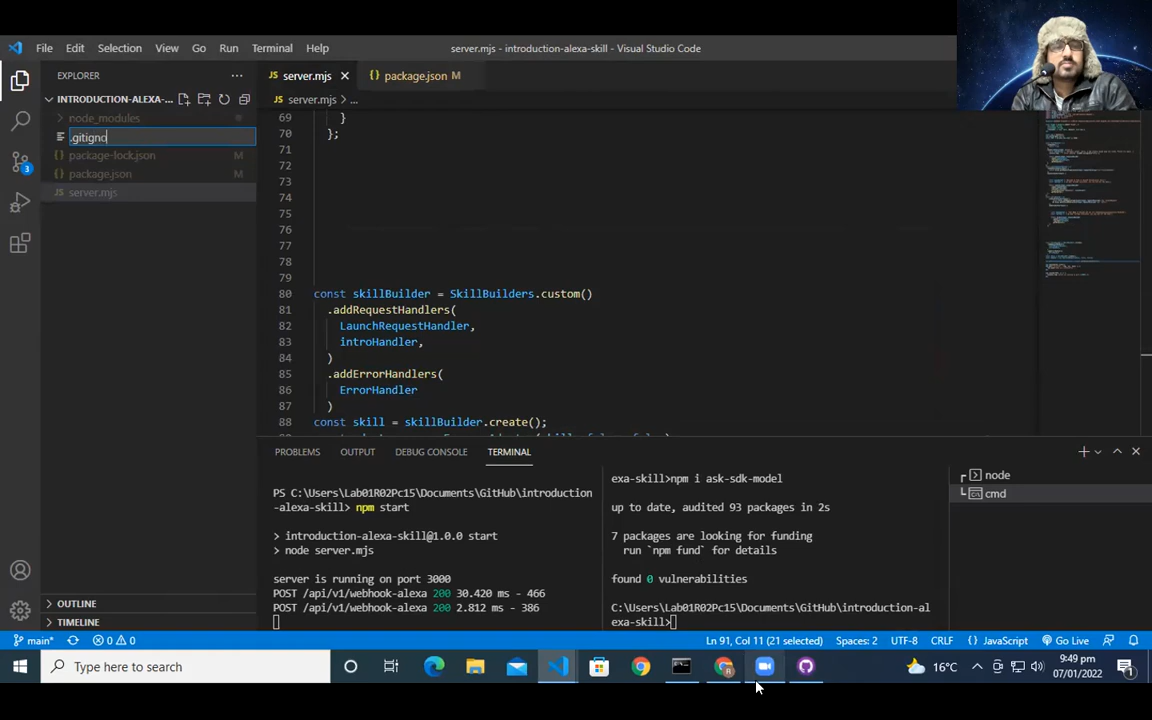 File Edit Selection View Go Run Terminal Help
server.mjs - introduction-alexa-skill - Visual Studio Code
EXPLORER
server.mjs
package.json M
INTRODUCTION-ALEXA-...
server.mjs > ...
node_modules
.gitigno
package-lock.json M
package.json M
server.mjs
69 }
70 };
71
72
73
74
75
76
77
78
79
80 const skillBuilder = SkillBuilders.custom()
81 .addRequestHandlers(
82 LaunchRequestHandler,
83 introHandler,
84 )
85 .addErrorHandlers(
86 ErrorHandler
87 )
88 const skill = skillBuilder.create();
PROBLEMS OUTPUT DEBUG CONSOLE TERMINAL
PS C:\Users\Lab01R02Pc15\Documents\GitHub\introduction
-alexa-skill> npm start
> introduction-alexa-skill@1.0.0 start
> node server.mjs
server is running on port 3000
POST /api/v1/webhook-alexa 200 30.420 ms - 466
POST /api/v1/webhook-alexa 200 2.812 ms - 386
exa-skill>npm i ask-sdk-model
up to date, audited 93 packages in 2s
7 packages are looking for funding
run `npm fund` for details
found 0 vulnerabilities
C:\Users\Lab01R02Pc15\Documents\GitHub\introduction-al
exa-skill>
node
cmd
OUTLINE
TIMELINE
3
main* 0 0
Ln 91, Col 11 (21 selected) Spaces: 2 UTF-8 CRLF JavaScript Go Live
Type here to search
16°C
9:49 pm
07/01/2022
1